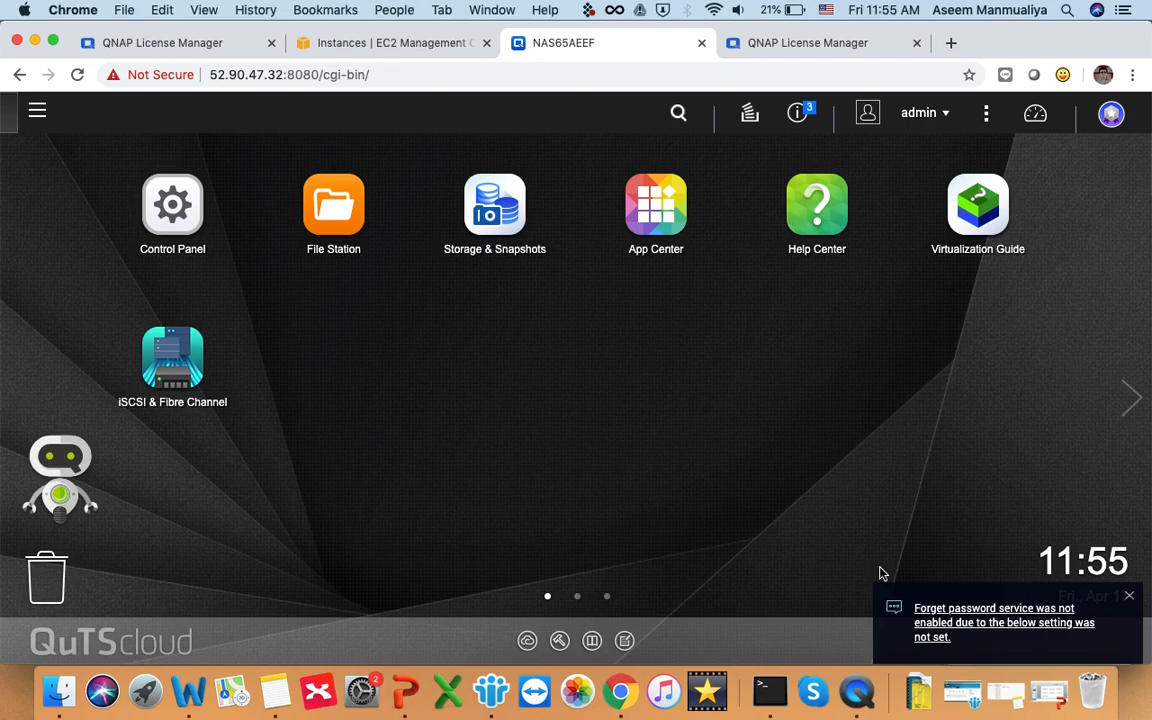 Chrome File Edit View History Bookmarks People Tab Window Help 21% Fri 11:55 AM Aseem Manmualiya
QNAP License Manager Instances | EC2 Management C NAS65AEEF QNAP License Manager
Not Secure 52.90.47.32:8080/cgi-bin/
3 admin
Control Panel File Station Storage & Snapshots App Center Help Center Virtualization Guide
iSCSI & Fibre Channel
11:55
Forget password service was not
enabled due to the below setting was
not set.
QuTScloud
2